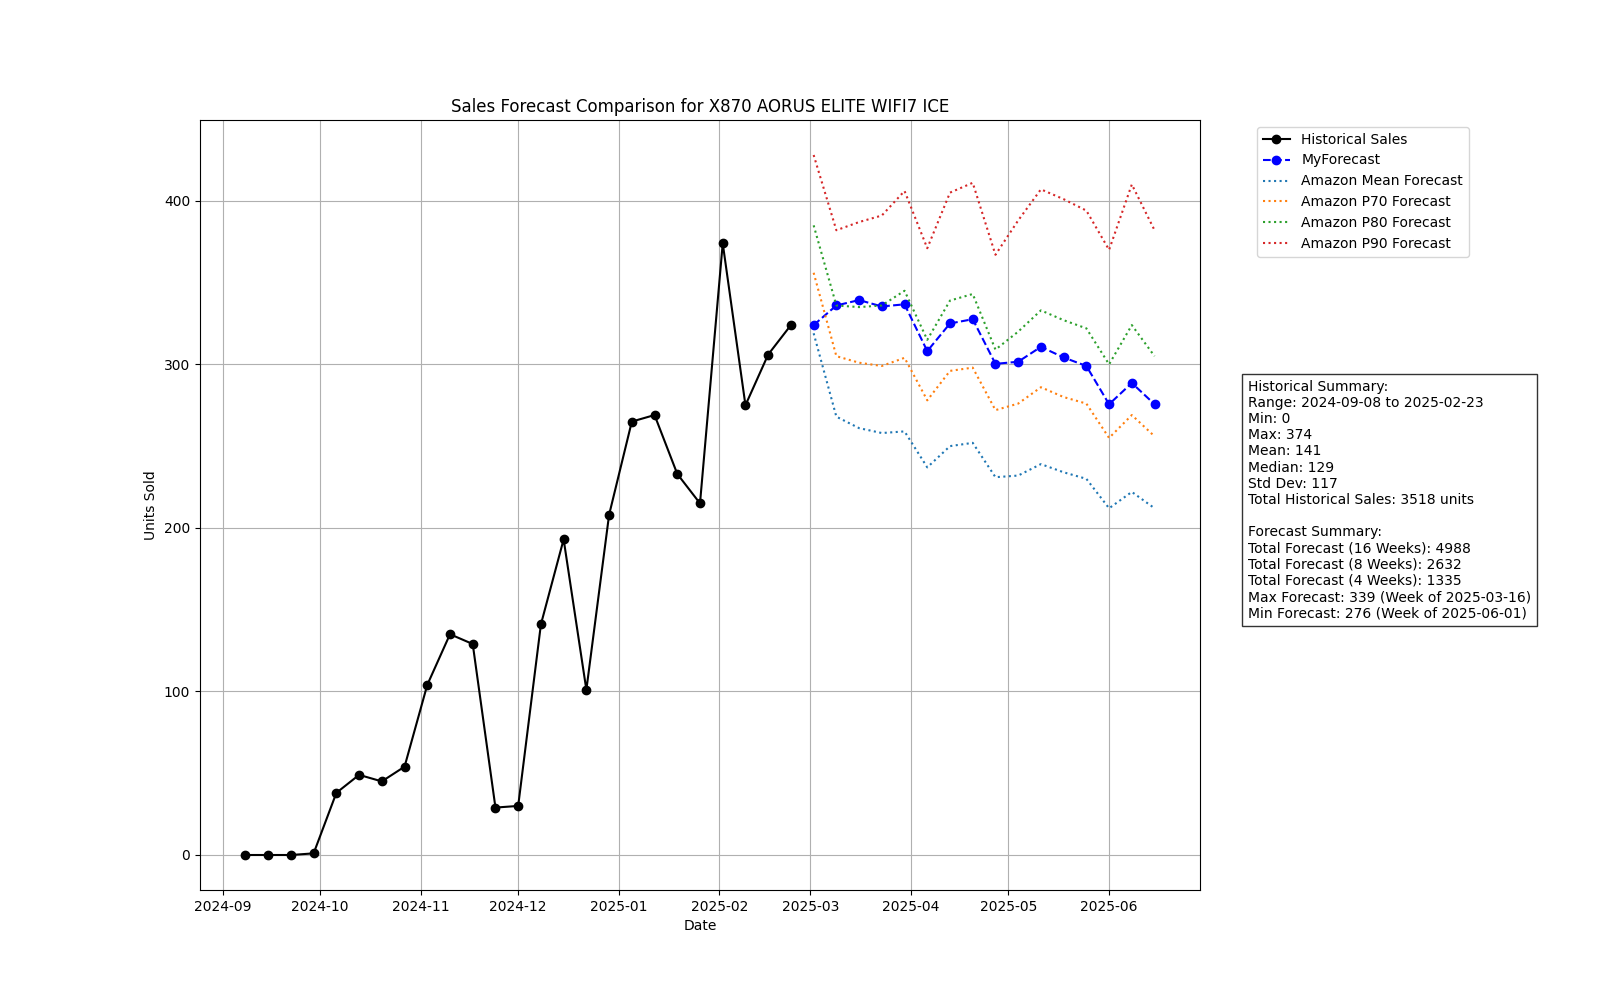 Sales Forecast Comparison for X870 AORUS ELITE WIFI7 ICE
Historical Sales
MyForecast
Amazon Mean Forecast
Amazon P70 Forecast
Amazon P80 Forecast
Amazon P90 Forecast
400
300
200
100
0
Units Sold
2024-09 2024-10 2024-11 2024-12 2025-01 2025-02 2025-03 2025-04 2025-05 2025-06
Date
Historical Summary:
Range: 2024-09-08 to 2025-02-23
Min: 0
Max: 374
Mean: 141
Median: 129
Std Dev: 117
Total Historical Sales: 3518 units
Forecast Summary:
Total Forecast (16 Weeks): 4988
Total Forecast (8 Weeks): 2632
Total Forecast (4 Weeks): 1335
Max Forecast: 339 (Week of 2025-03-16)
Min Forecast: 276 (Week of 2025-06-01)